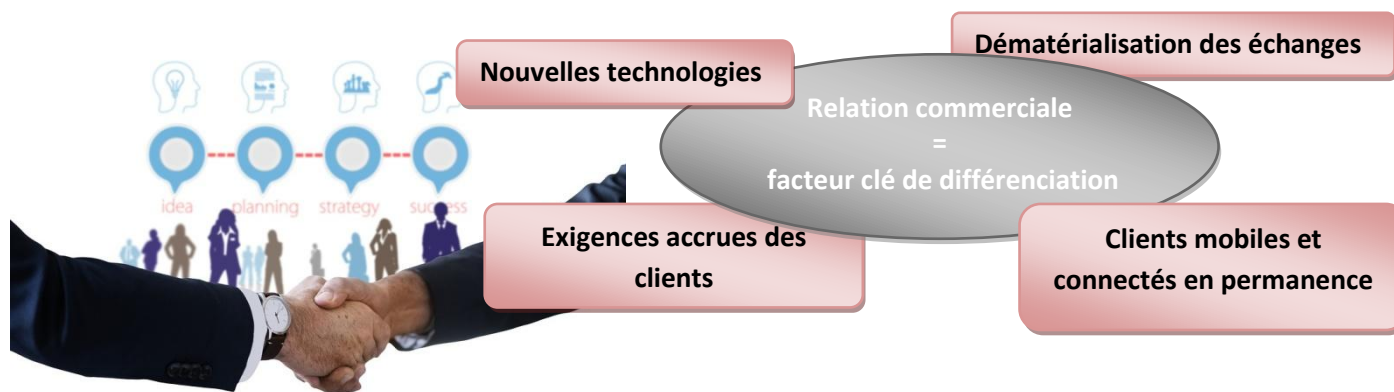 Nouvelles technologies
Dématérialisation des échanges
Relation commerciale
=
facteur clé de différenciation
idea
planning
strategy
success
Exigences accrues des
clients
Clients mobiles et
connectés en permanence